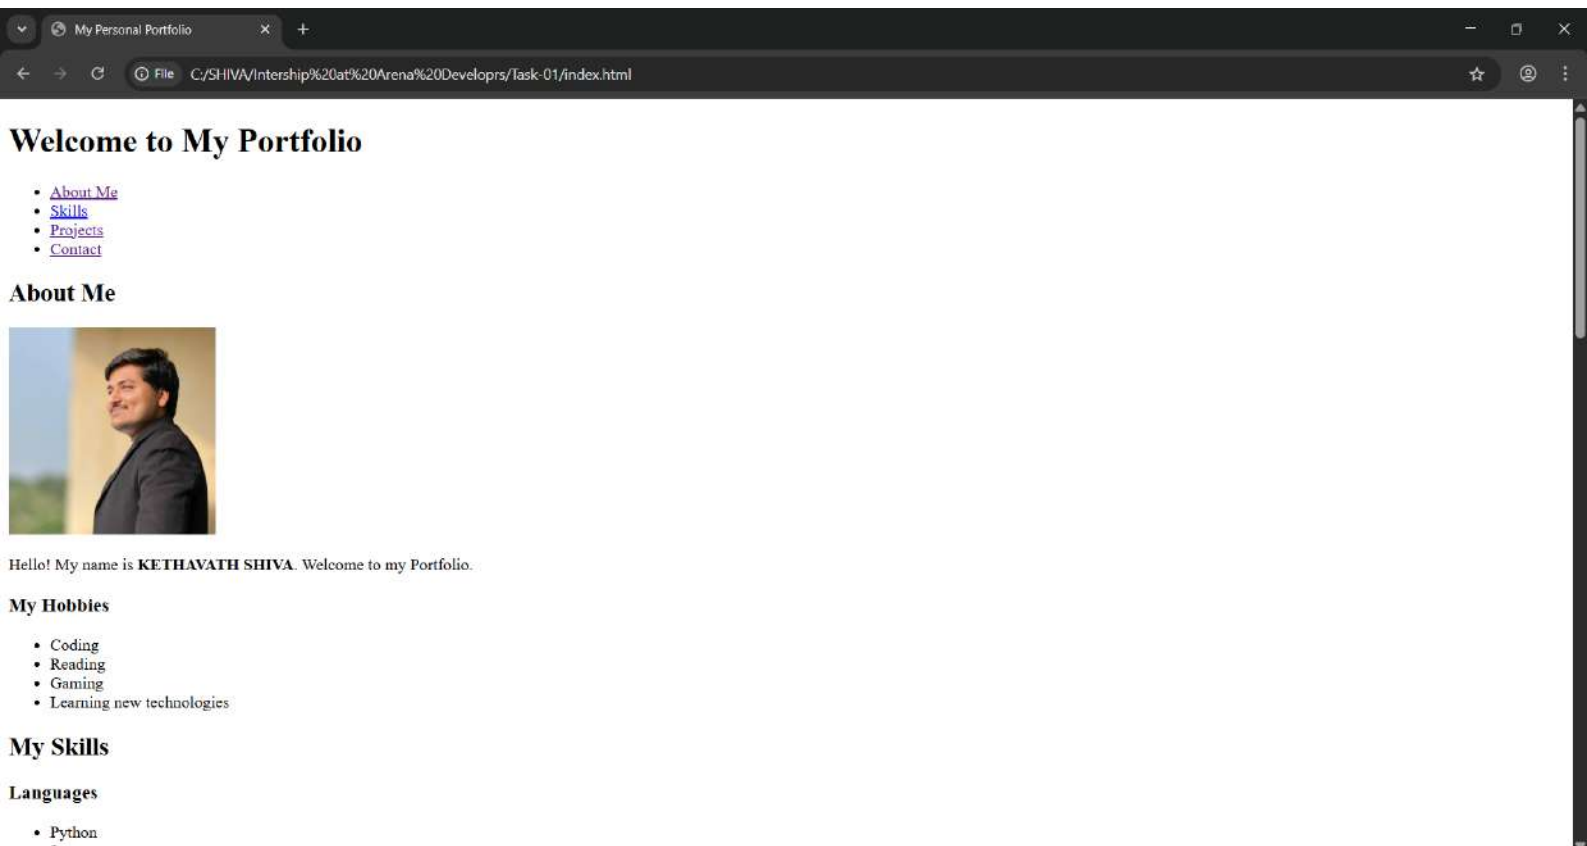 My Personal Portfolio
File C:/SHIVA/Intership%20at%20Arena%20Developrs/Task-01/index.html
Welcome to My Portfolio
About Me
Skills
Projects
Contact
About Me
Hello! My name is KETHAVATH SHIVA. Welcome to my Portfolio.
My Hobbies
Coding
Reading
Gaming
Learning new technologies
My Skills
Languages
Python